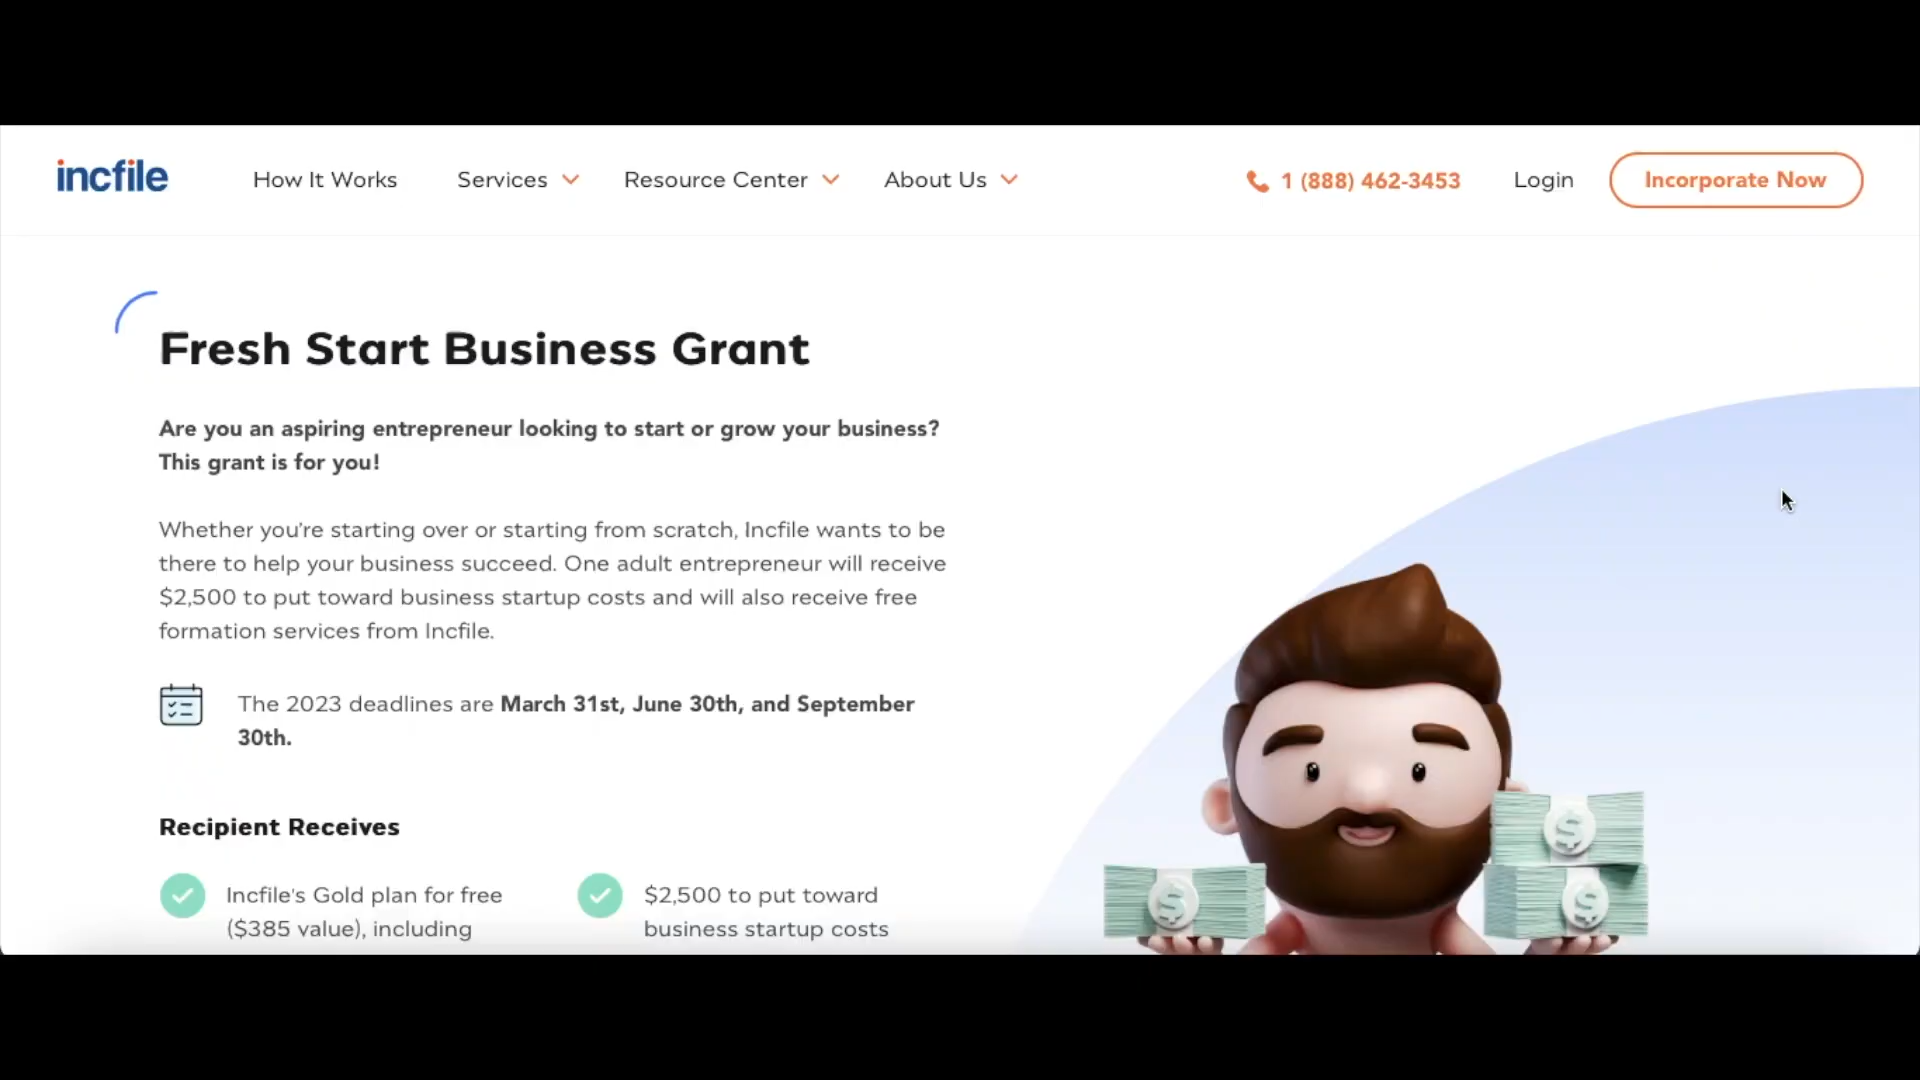 incfile
How It Works
Services
Resource Center
About Us
1 (888) 462-3453
Login
Incorporate Now
Fresh Start Business Grant
Are you an aspiring entrepreneur looking to start or grow your business?
This grant is for you!
Whether you're starting over or starting from scratch, Incfile wants to be
there to help your business succeed. One adult entrepreneur will receive
$2,500 to put toward business startup costs and will also receive free
formation services from Incfile.
The 2023 deadlines are March 31st, June 30th, and September
30th.
Recipient Receives
Incfile's Gold plan for free
($385 value), including
$2,500 to put toward
business startup costs
$
$
$